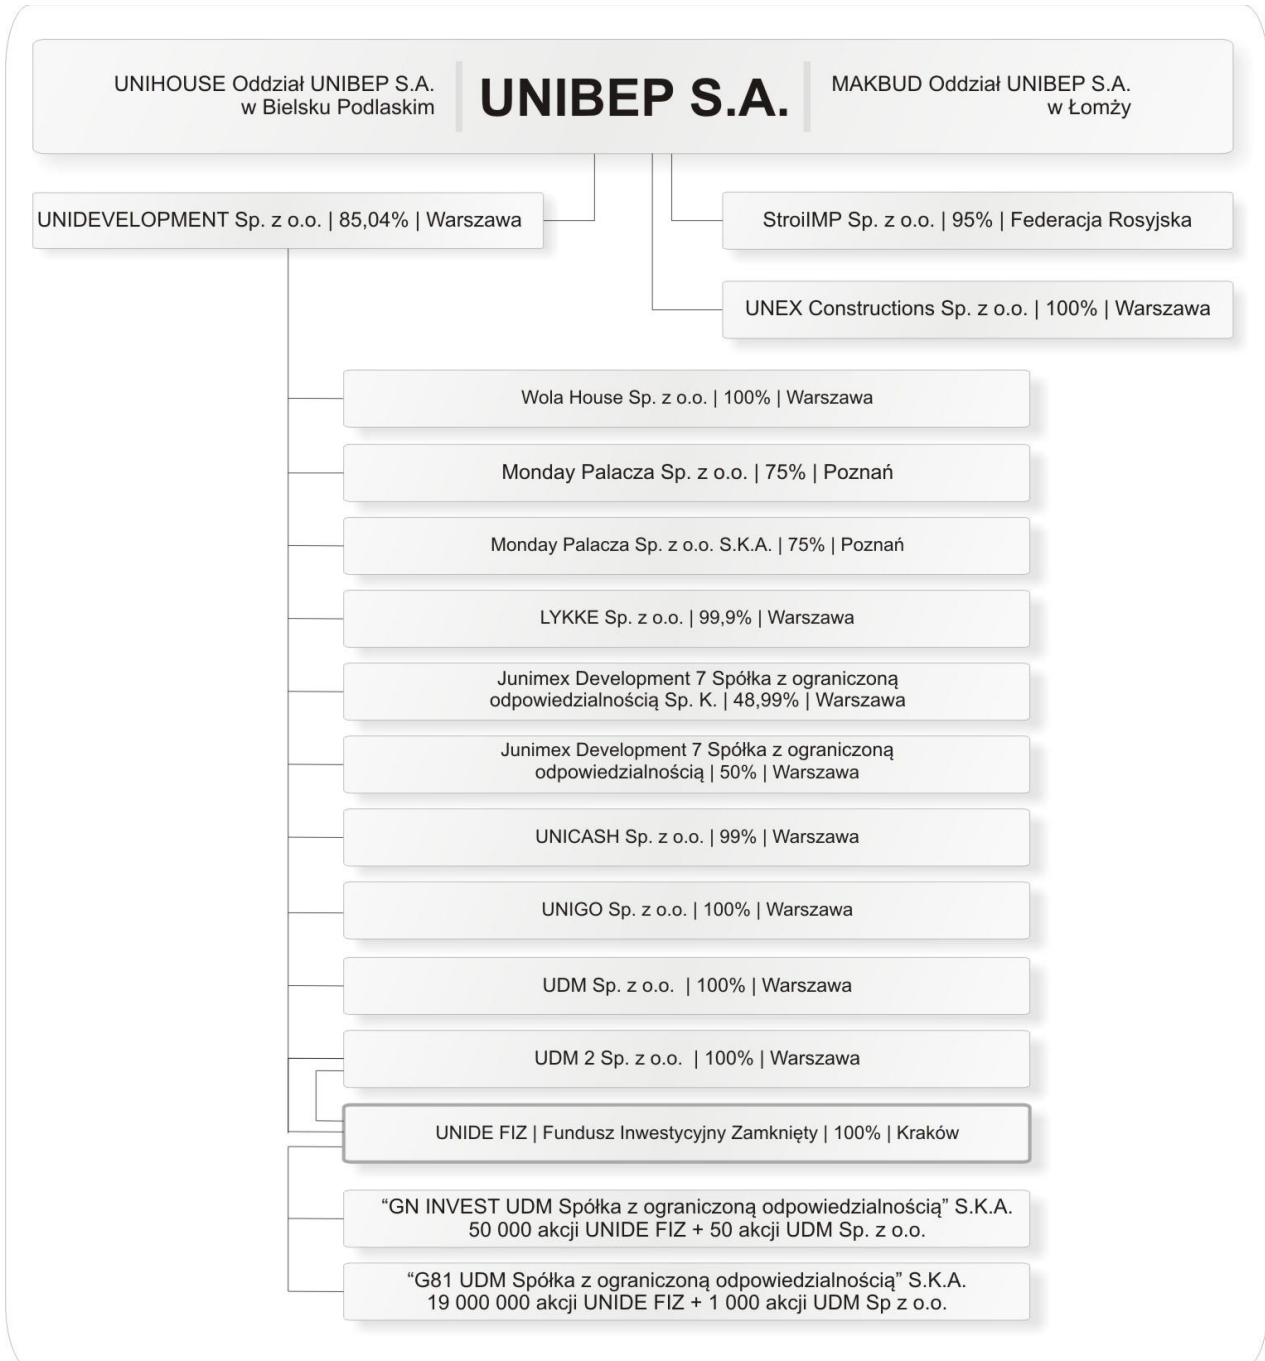 UNIHOUSE Oddział UNIBEP S.A.
w Bielsku Podlaskim
UNIBEP S.A.
MAKBUD Oddział UNIBEP S.A.
w Łomży
UNIDEVELOPMENT Sp. z o.o. | 85,04% | Warszawa
StroiIMP Sp. z o.o. | 95% | Federacja Rosyjska
UNEX Constructions Sp. z o.o. | 100% | Warszawa
Wola House Sp. z o.o. | 100% | Warszawa
Monday Palacza Sp. z o.o. | 75% | Poznań
Monday Palacza Sp. z o.o. S.K.A. | 75% | Poznań
LYKKE Sp. z o.o. | 99,9% | Warszawa
Junimex Development 7 Spółka z ograniczoną
odpowiedzialnością Sp. K. | 48,99% | Warszawa
Junimex Development 7 Spółka z ograniczoną
odpowiedzialnością | 50% | Warszawa
UNICASH Sp. z o.o. | 99% | Warszawa
UNIGO Sp. z o.o. | 100% | Warszawa
UDM Sp. z o.o. | 100% | Warszawa
UDM 2 Sp. z o.o. | 100% | Warszawa
UNIDE FIZ | Fundusz Inwestycyjny Zamknięty | 100% | Kraków
“GN INVEST UDM Spółka z ograniczoną odpowiedzialnością” S.K.A.
50 000 akcji UNIDE FIZ + 50 akcji UDM Sp. z o.o.
“G81 UDM Spółka z ograniczoną odpowiedzialnością” S.K.A.
19 000 000 akcji UNIDE FIZ + 1 000 akcji UDM Sp z o.o.